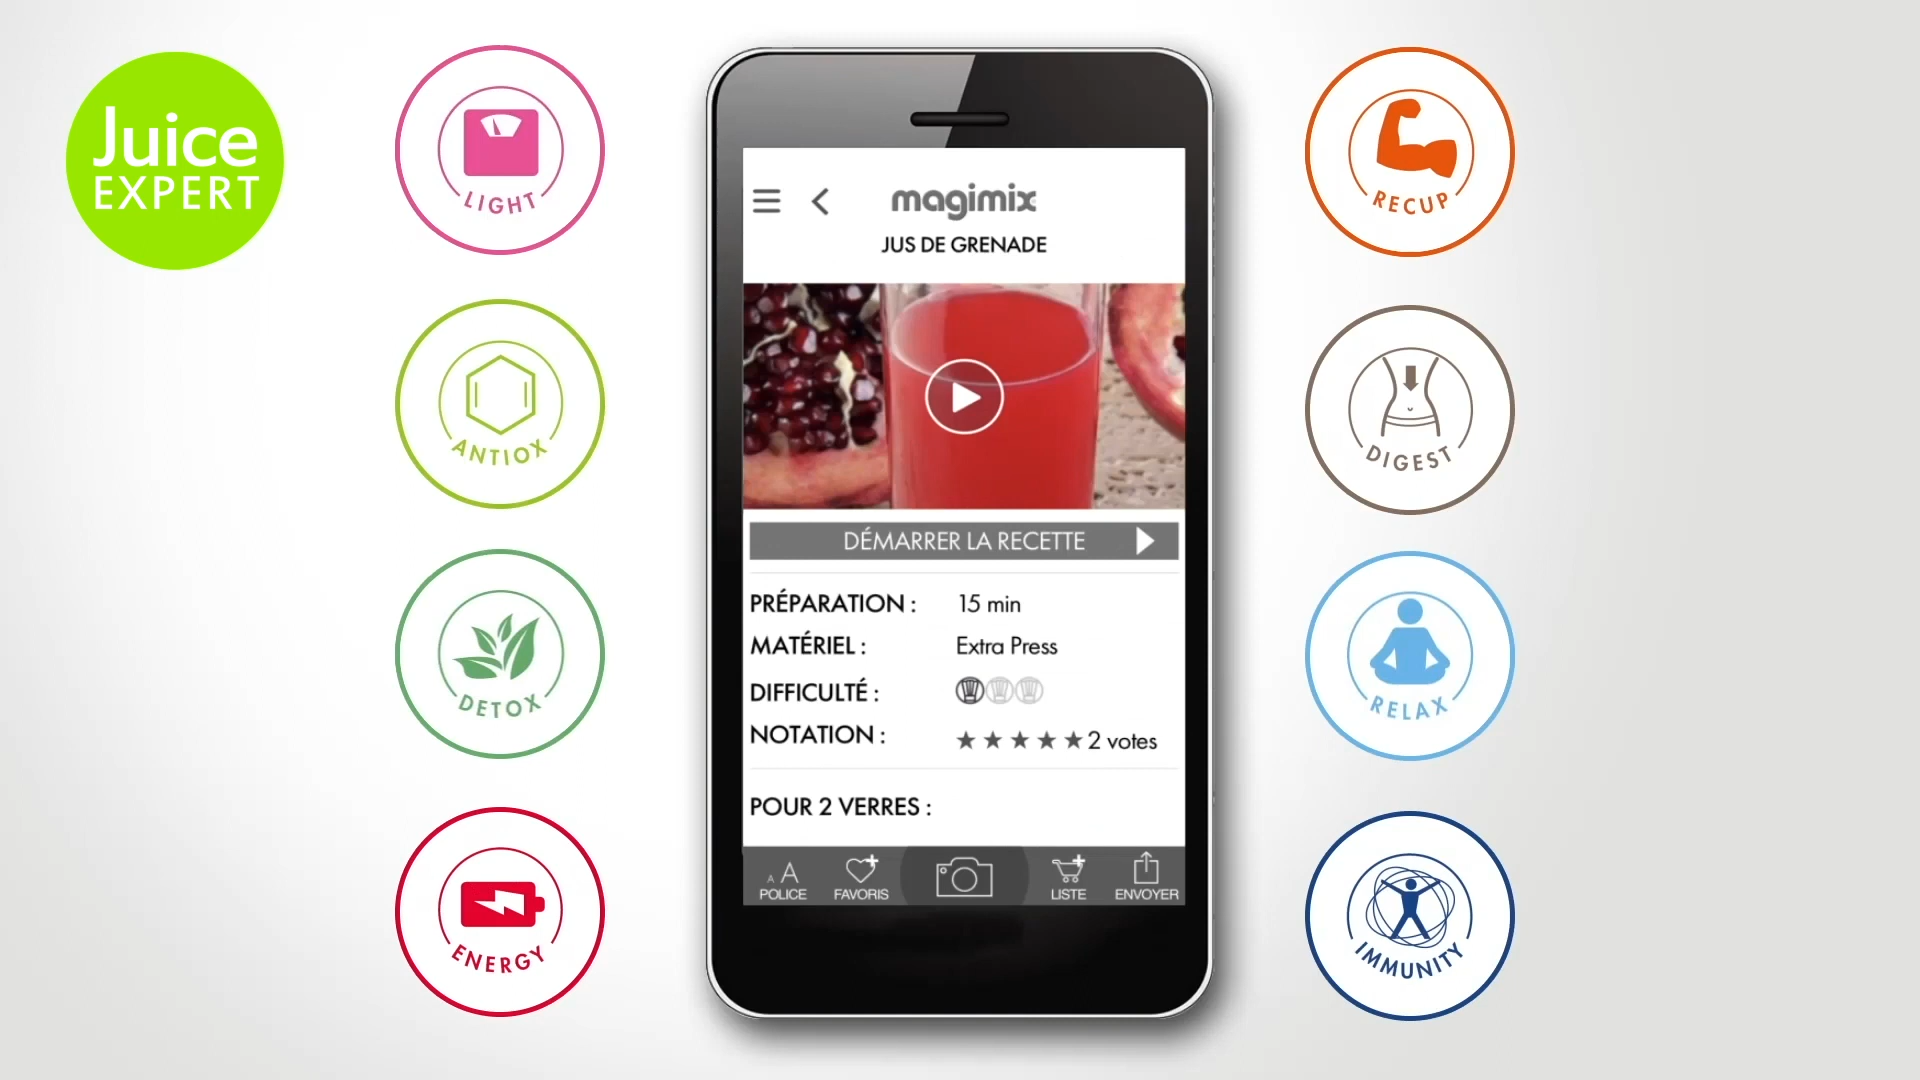 Juice
EXPERT
LIGHT
ANTIOX
DETOX
ENERGY
magimix
JUS DE GRENADE
DÉMARRER LA RECETTE
PRÉPARATION : 15 min
MATÉRIEL : Extra Press
DIFFICULTÉ :
NOTATION : ★★★★★ 2 votes
POUR 2 VERRES :
A A
POLICE
FAVORIS
LISTE
ENVOYER
RECUP
DIGEST
RELAX
IMMUNITY